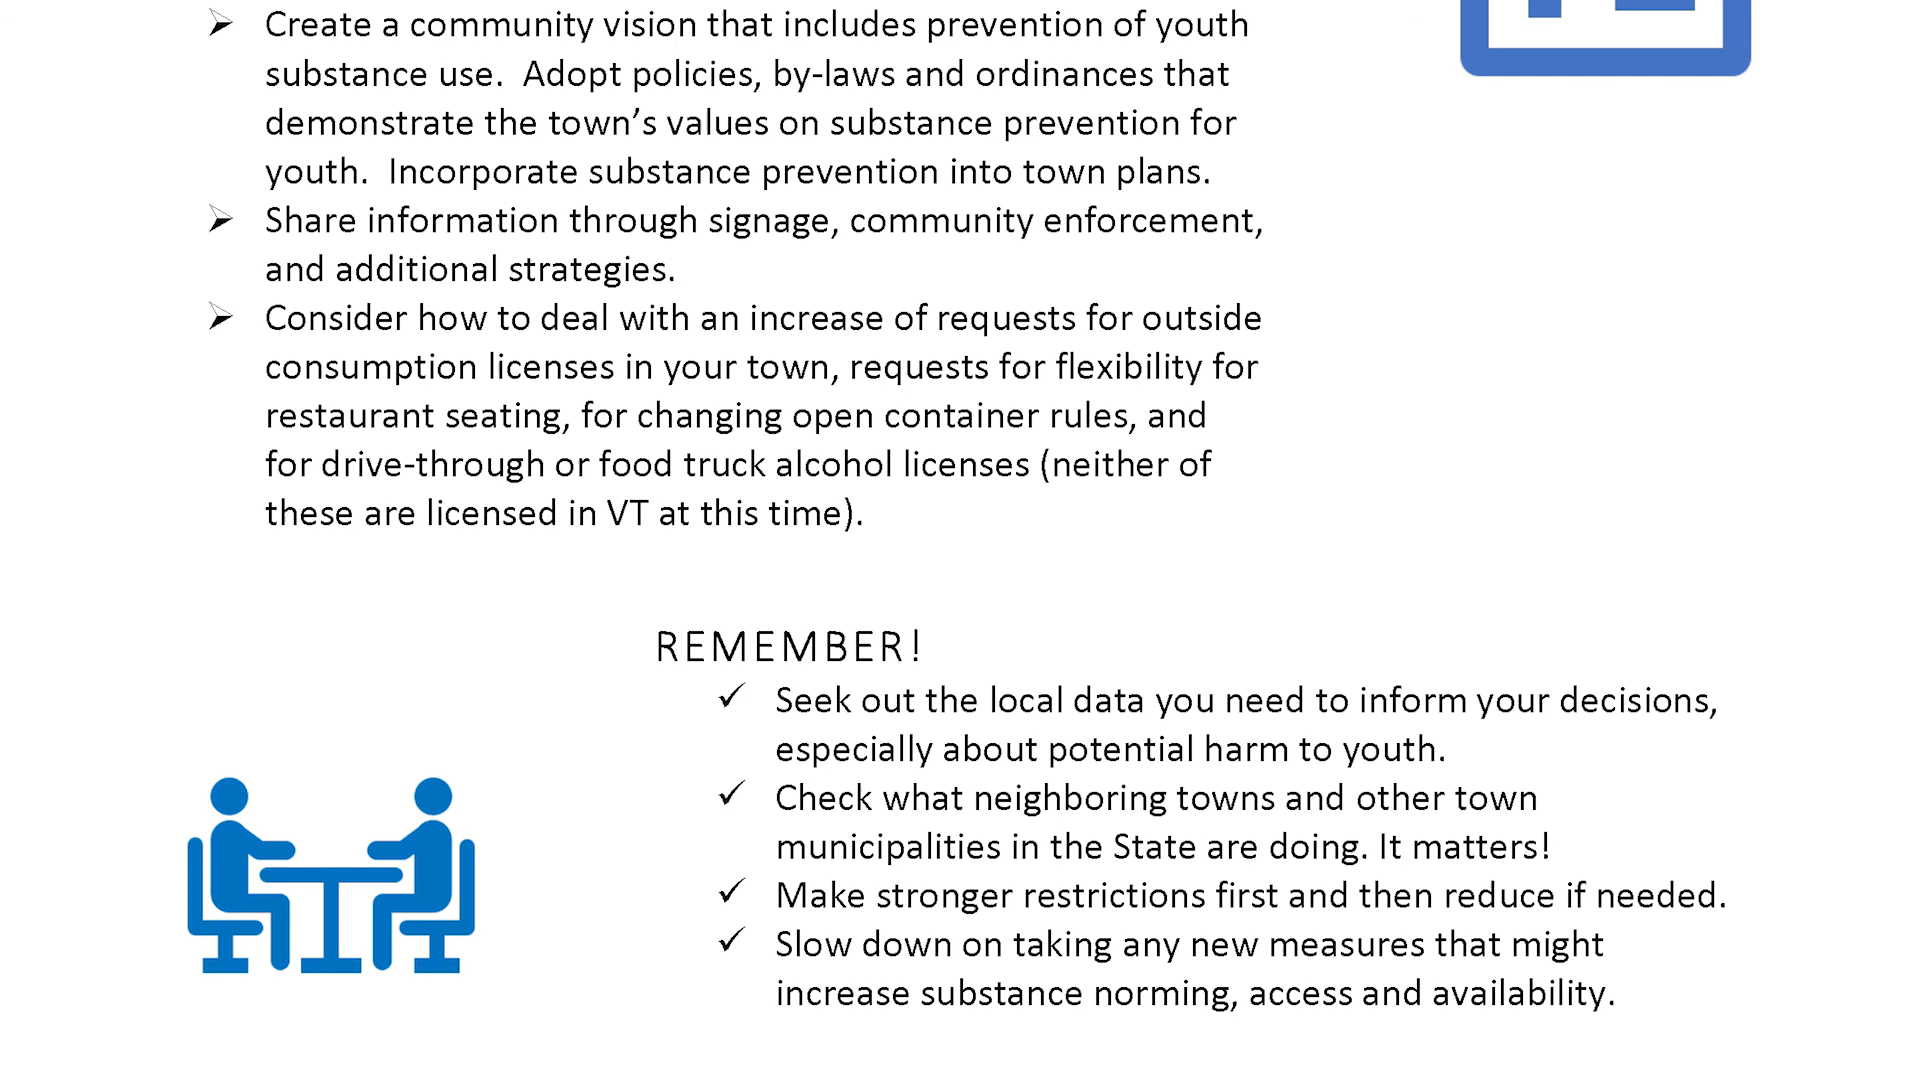 ➢ Create a community vision that includes prevention of youth
substance use.  Adopt policies, by-laws and ordinances that
demonstrate the town’s values on substance prevention for
youth.  Incorporate substance prevention into town plans.
➢ Share information through signage, community enforcement,
and additional strategies.
➢ Consider how to deal with an increase of requests for outside
consumption licenses in your town, requests for flexibility for
restaurant seating, for changing open container rules, and
for drive-through or food truck alcohol licenses (neither of
these are licensed in VT at this time).
REMEMBER!
✓ Seek out the local data you need to inform your decisions,
especially about potential harm to youth.
✓ Check what neighboring towns and other town
municipalities in the State are doing. It matters!
✓ Make stronger restrictions first and then reduce if needed.
✓ Slow down on taking any new measures that might
increase substance norming, access and availability.